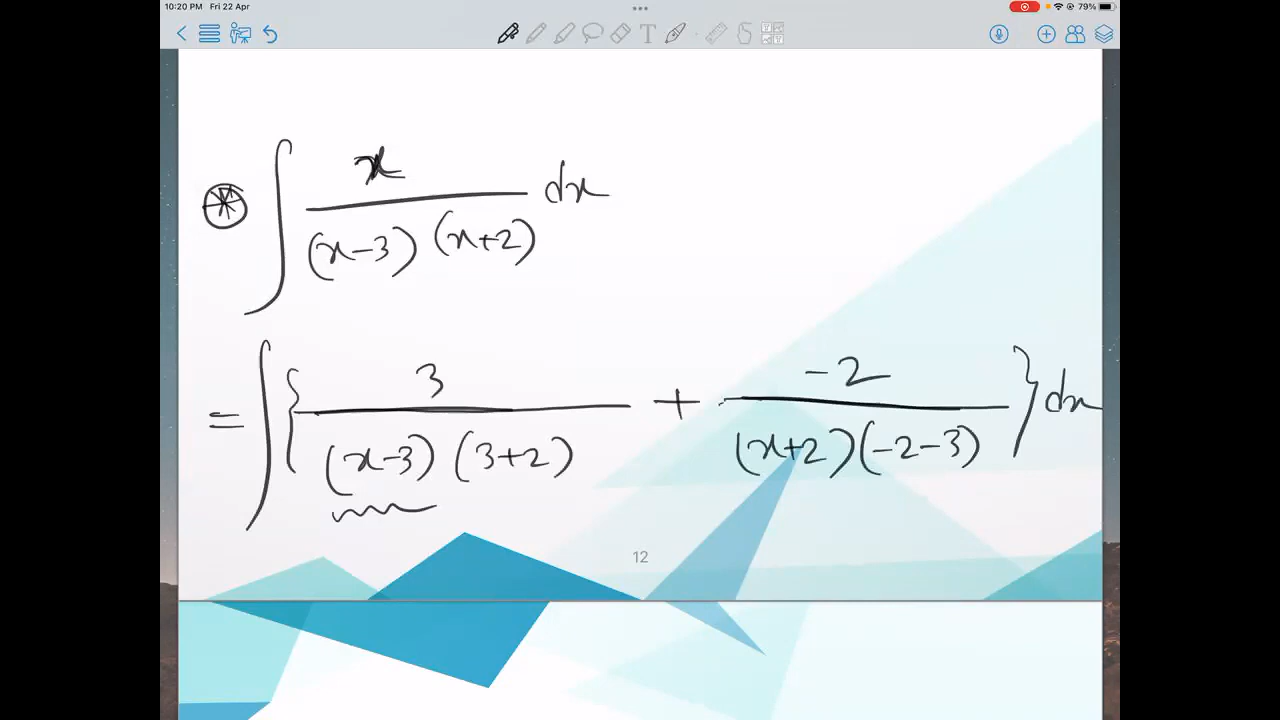 10:20 PM Fri 22 Apr 79%
T
⊛ ∫ x / (x-3) (x+2) dx
= ∫ { 3 / (x-3) (3+2) + -2 / (x+2)(-2-3) } dx
12